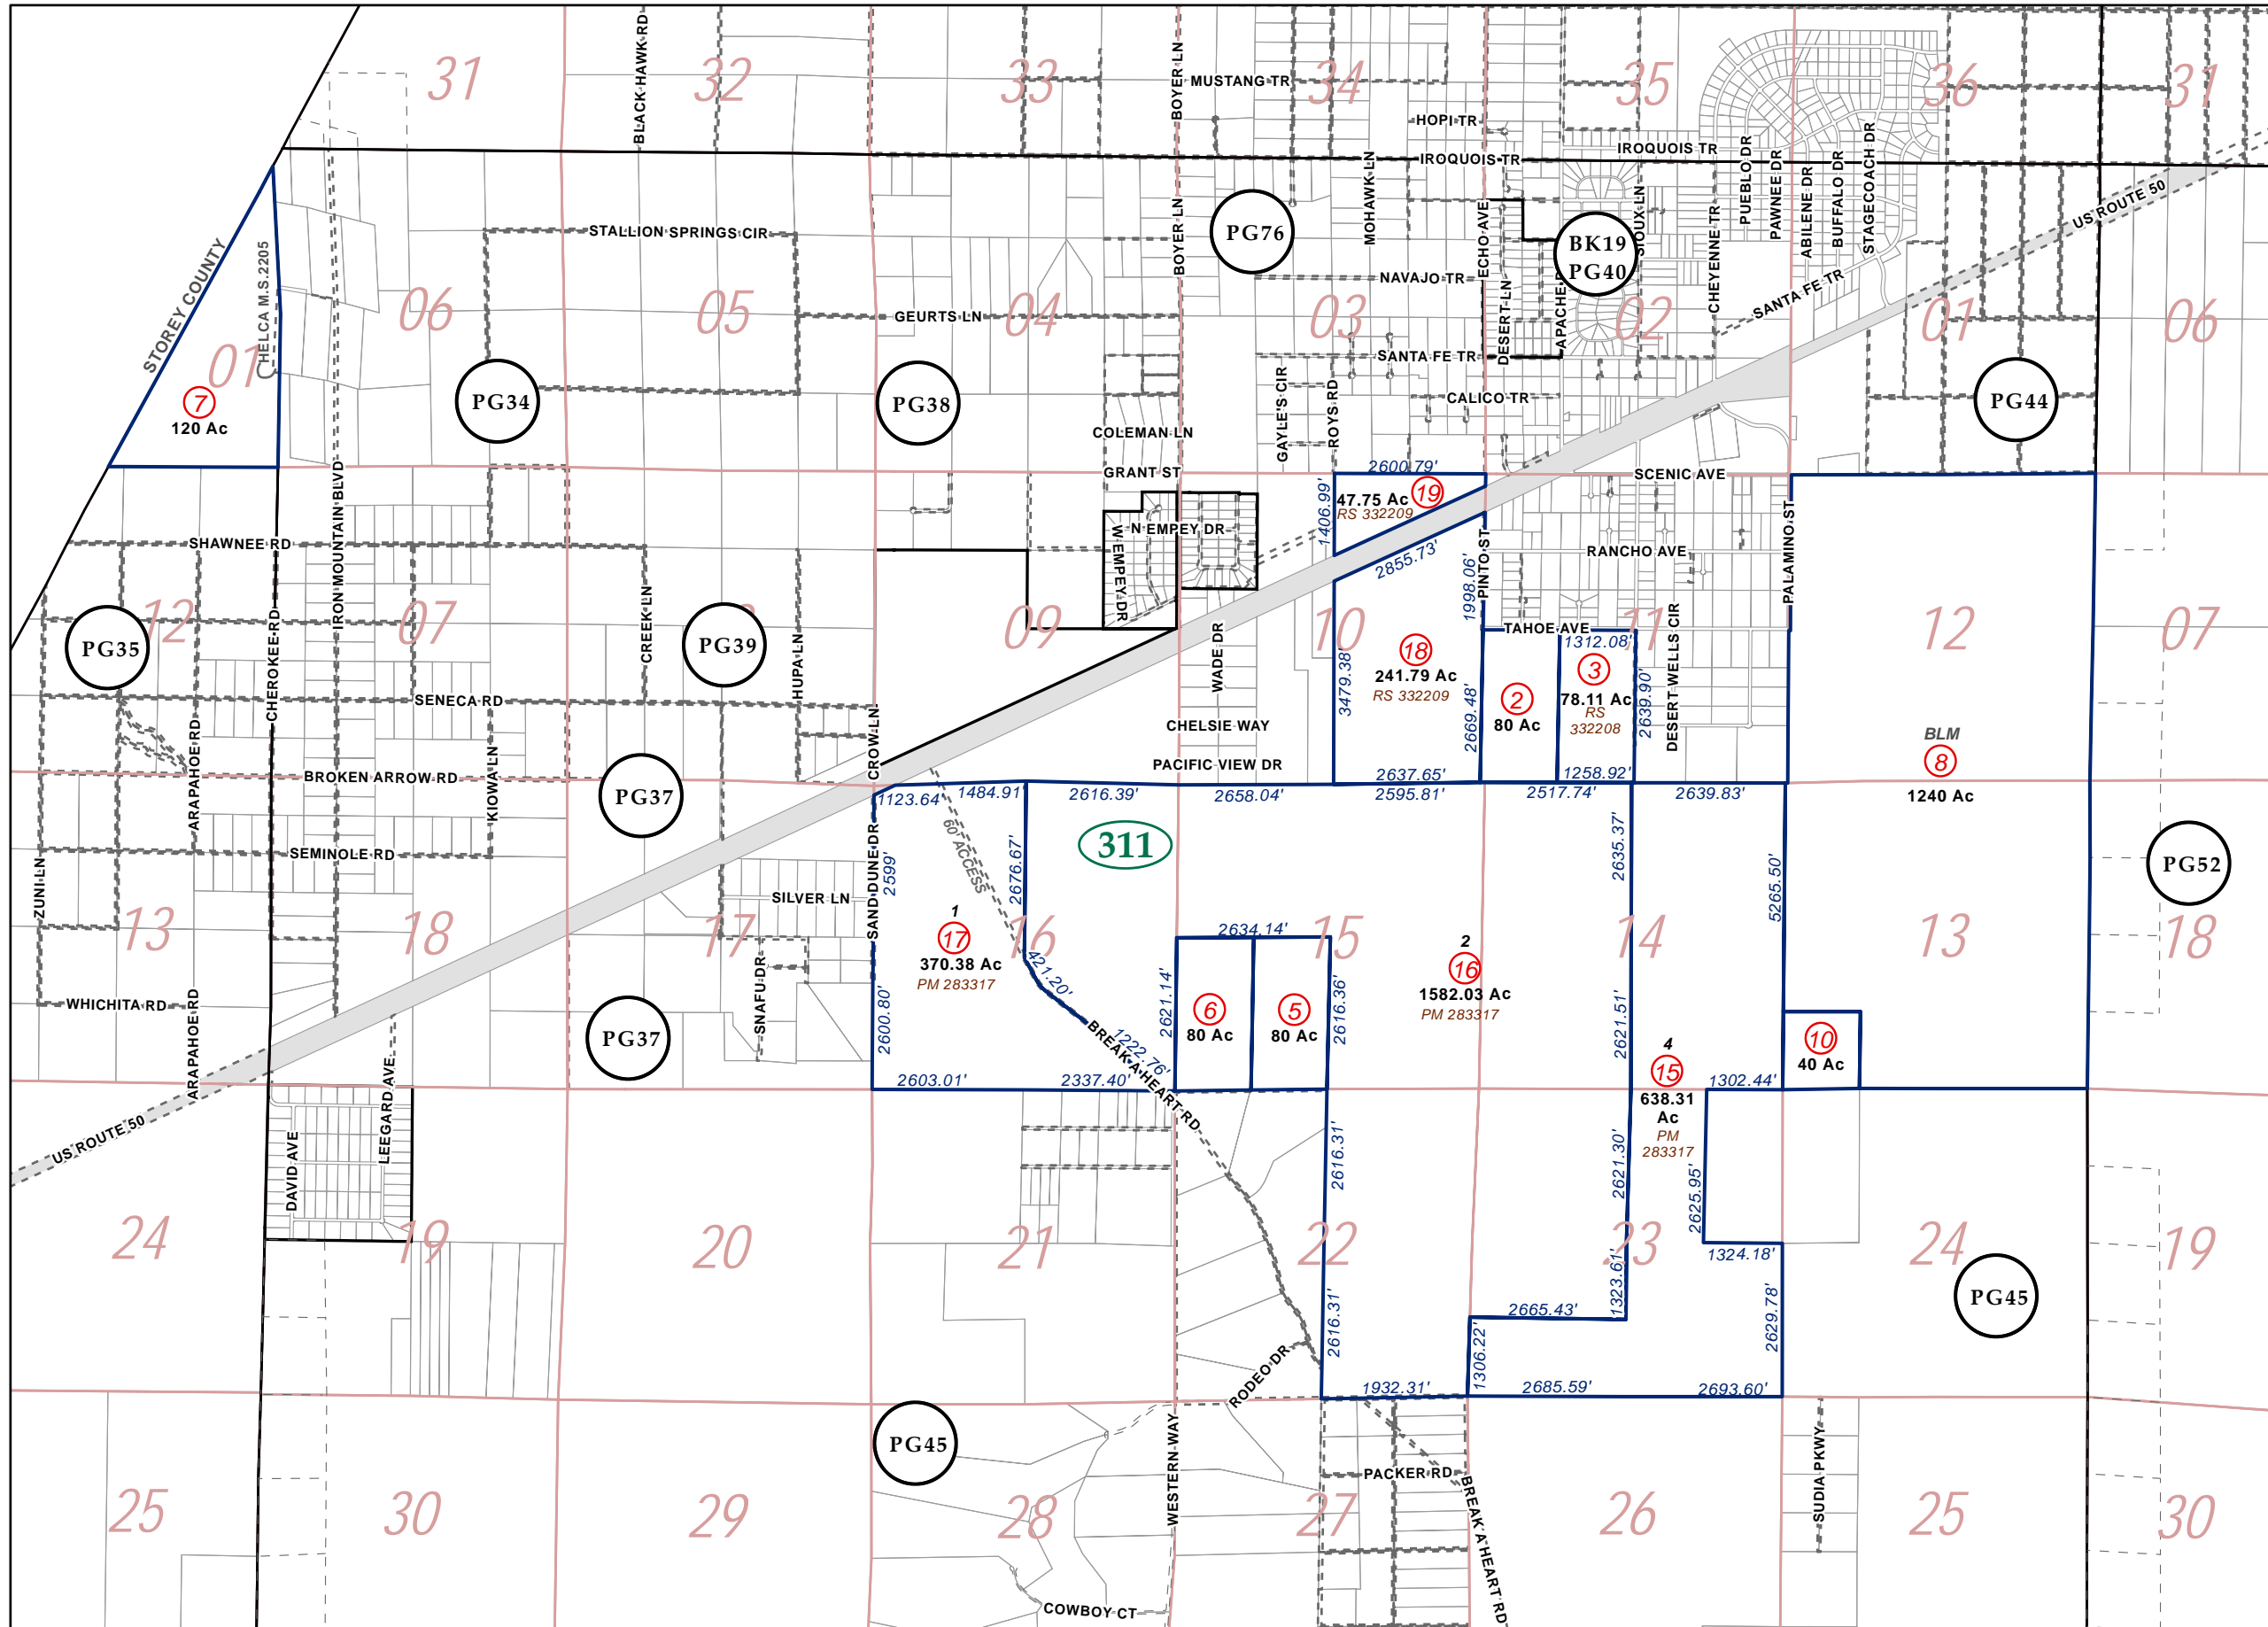 31
32
33
34
35
36
31
BLACK HAWK RD
BOYER LN
MUSTANG TR
HOPI TR
IROQUOIS TR
IROQUOIS TR
MOHAWK LN
PUEBLO DR
PAWNEE DR
ABILENE DR
BUFFALO DR
STAGECOACH DR
US ROUTE 50
STOREY COUNTY
CHELCA M.S.2205
STALLION SPRINGS CIR
BOYER LN
PG76
ECHO AVE
BK19
PG40
SIOUX LN
CHEYENNE TR
NAVAJO TR
DESERT LN
SANTA FE TR
01
06
05
04
03
02
01
06
GEURTS LN
SANTA FE TR
7
120 Ac
PG34
PG38
GAYLE'S CIR
ROYS RD
CALICO TR
PG44
COLEMAN LN
GRANT ST
2600.79'
SCENIC AVE
IRON MOUNTAIN BLVD
1406.99'
47.75 Ac
19
RS 332209
PALAMINO ST
SHAWNEE RD
N EMPEY DR
W EMPEY DR
2855.73'
1998.06'
PINTO ST
RANCHO AVE
12
07
09
10
11
12
07
PG35
CHEROKEE RD
CREEK LN
PG39
HUPA LN
WADE DR
TAHOE AVE
1312.08'
DESERT WELLS CIR
3479.38'
18
241.79 Ac
RS 332209
2669.48'
2
80 Ac
3
78.11 Ac
RS
332208
2639.90'
SENECA RD
CROW LN
CHELSIE WAY
PACIFIC VIEW DR
BLM
8
1240 Ac
ARAPAHOE RD
BROKEN ARROW RD
KIOWA LN
PG37
2637.65'
1258.92'
1123.64'
1484.91'
2616.39'
2658.04'
2595.81'
2517.74'
2639.83'
SEMINOLE RD
SAND DUNE DR
2599'
60' ACCESS
2676.67'
311
2635.37'
5265.50'
PG52
ZUNI LN
SILVER LN
13
18
17
16
15
14
13
18
1
17
370.38 Ac
PM 283317
421.20'
2634.14'
2
16
1582.03 Ac
PM 283317
WHICHITA RD
ARAPAHOE RD
SNAFU DR
PG37
2600.80'
BREAK A HEART RD
1222.76'
2621.14'
6
80 Ac
5
80 Ac
2616.36'
2621.51'
4
15
638.31
Ac
PM
283317
10
40 Ac
2603.01'
2337.40'
1302.44'
US ROUTE 50
DAVID AVE
LEEGARD AVE
2616.31'
2621.30'
2625.95'
24
19
20
21
22
23
24
19
1324.18'
PG45
2616.31'
2665.43'
1323.61'
1306.22'
2629.78'
RODEO DR
1932.31'
2685.59'
2693.60'
PG45
WESTERN WAY
PACKER RD
BREAK A HEART RD
SUDIA PKWY
25
30
29
28
27
26
25
30
COWBOY CT